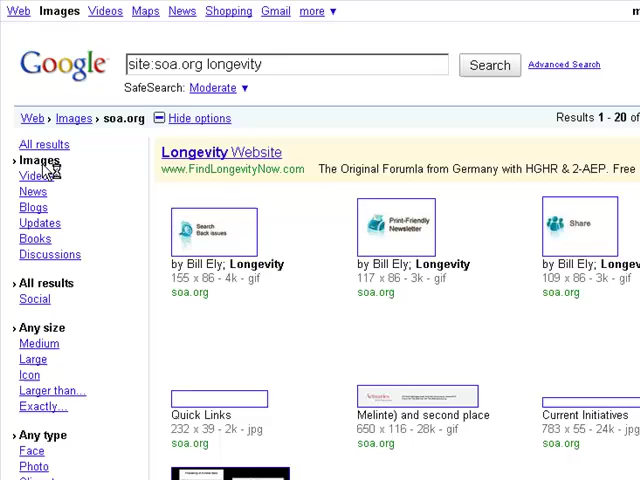 Web Images Videos Maps News Shopping Gmail more ▼
Google
site:soa.org longevity
Search
Advanced Search
SafeSearch: Moderate ▼
Web › Images › soa.org Hide options
Results 1 - 20 of
All results
› Images
Videos
News
Blogs
Updates
Books
Discussions
› All results
Social
› Any size
Medium
Large
Icon
Larger than...
Exactly...
› Any type
Face
Photo
Longevity Website
www.FindLongevityNow.com The Original Forumla from Germany with HGHR & 2-AEP. Free
Search
Back issues
by Bill Ely; Longevity
155 x 86 - 4k - gif
soa.org
Print-Friendly
Newsletter
by Bill Ely; Longevity
117 x 86 - 3k - gif
soa.org
Share
by Bill Ely; Longev
109 x 86 - 3k - gif
soa.org
Quick Links
232 x 39 - 2k - jpg
soa.org
Melinte) and second place
650 x 116 - 28k - gif
soa.org
Current Initiatives
783 x 55 - 24k - jpg
soa.org